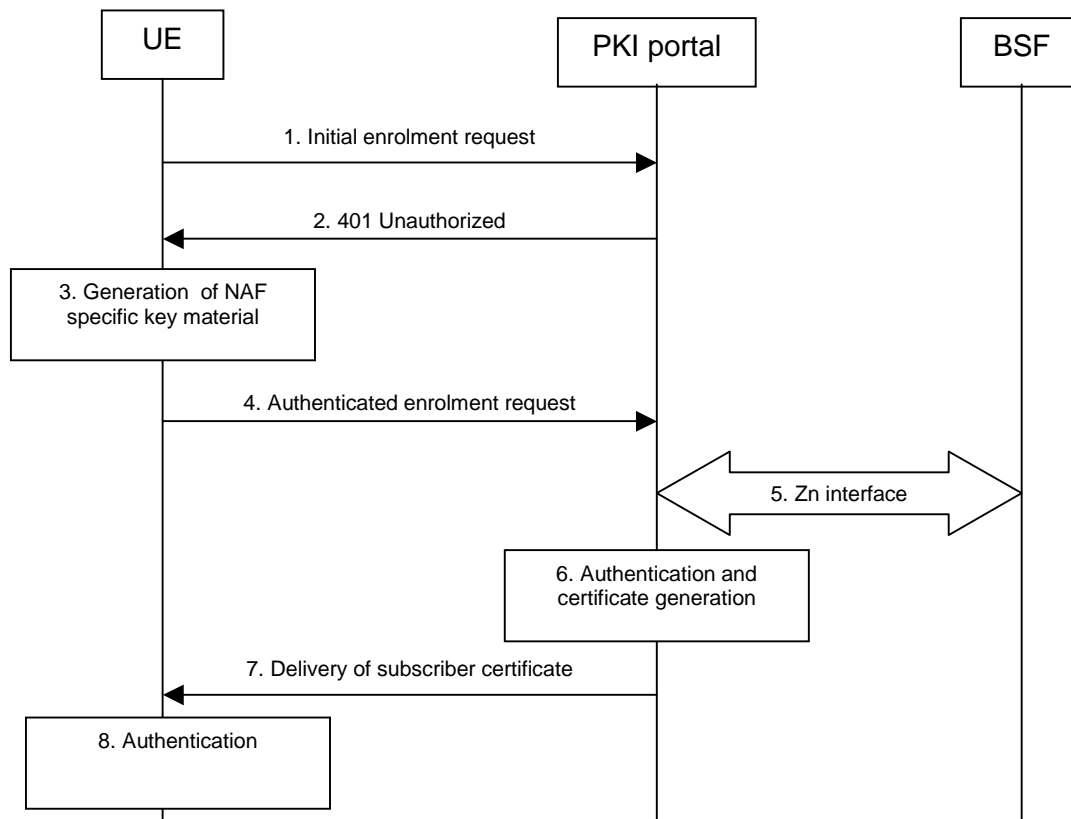 UE
PKI portal
BSF
1. Initial enrolment request
2. 401 Unauthorized
3. Generation of NAF
specific key material
4. Authenticated enrolment request
5. Zn interface
6. Authentication and
certificate generation
7. Delivery of subscriber certificate
8. Authentication